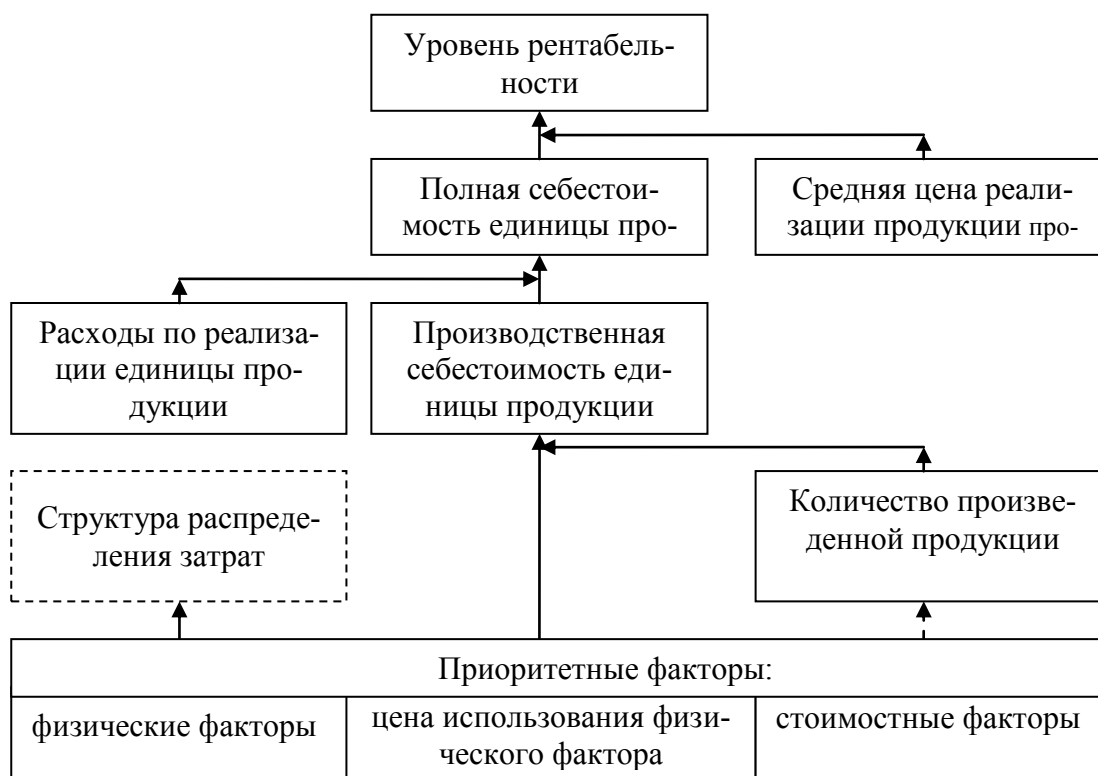 Уровень рентабель-
ности
Полная себестои-
мость единицы про-
Средняя цена реали-
зации продукции про-
Расходы по реализа-
ции единицы про-
дукции
Производственная
себестоимость еди-
ницы продукции
Структура распреде-
ления затрат
Количество произве-
денной продукции
Приоритетные факторы:
физические факторы
цена использования физи-
ческого фактора
стоимостные факторы